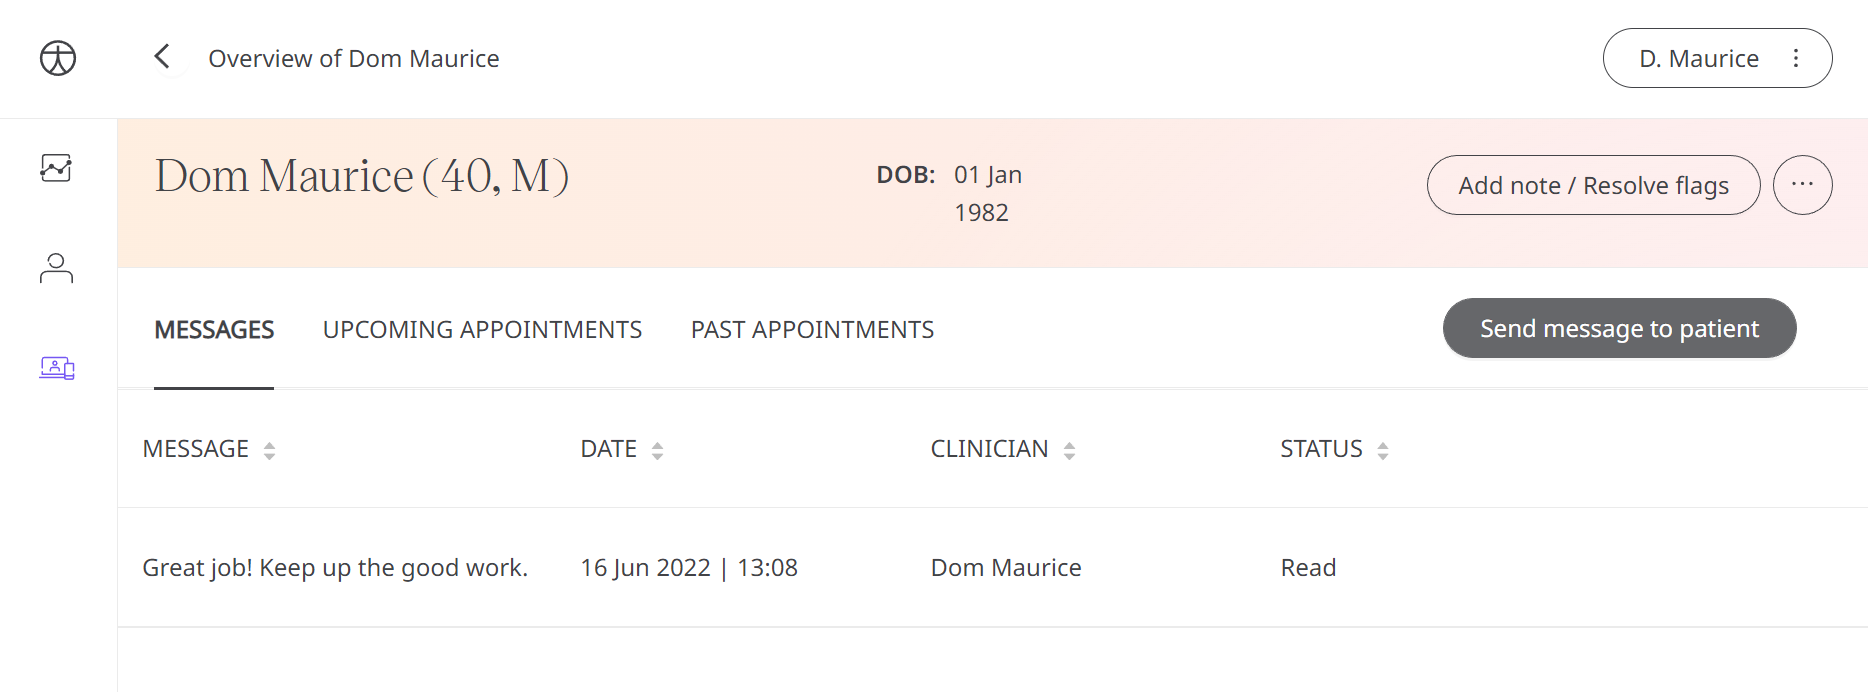 Overview of Dom Maurice
D. Maurice
Dom Maurice (40, M)
DOB: 01 Jan
1982
Add note / Resolve flags
MESSAGES UPCOMING APPOINTMENTS PAST APPOINTMENTS
Send message to patient
MESSAGE DATE CLINICIAN STATUS
Great job! Keep up the good work. 16 Jun 2022 | 13:08 Dom Maurice Read